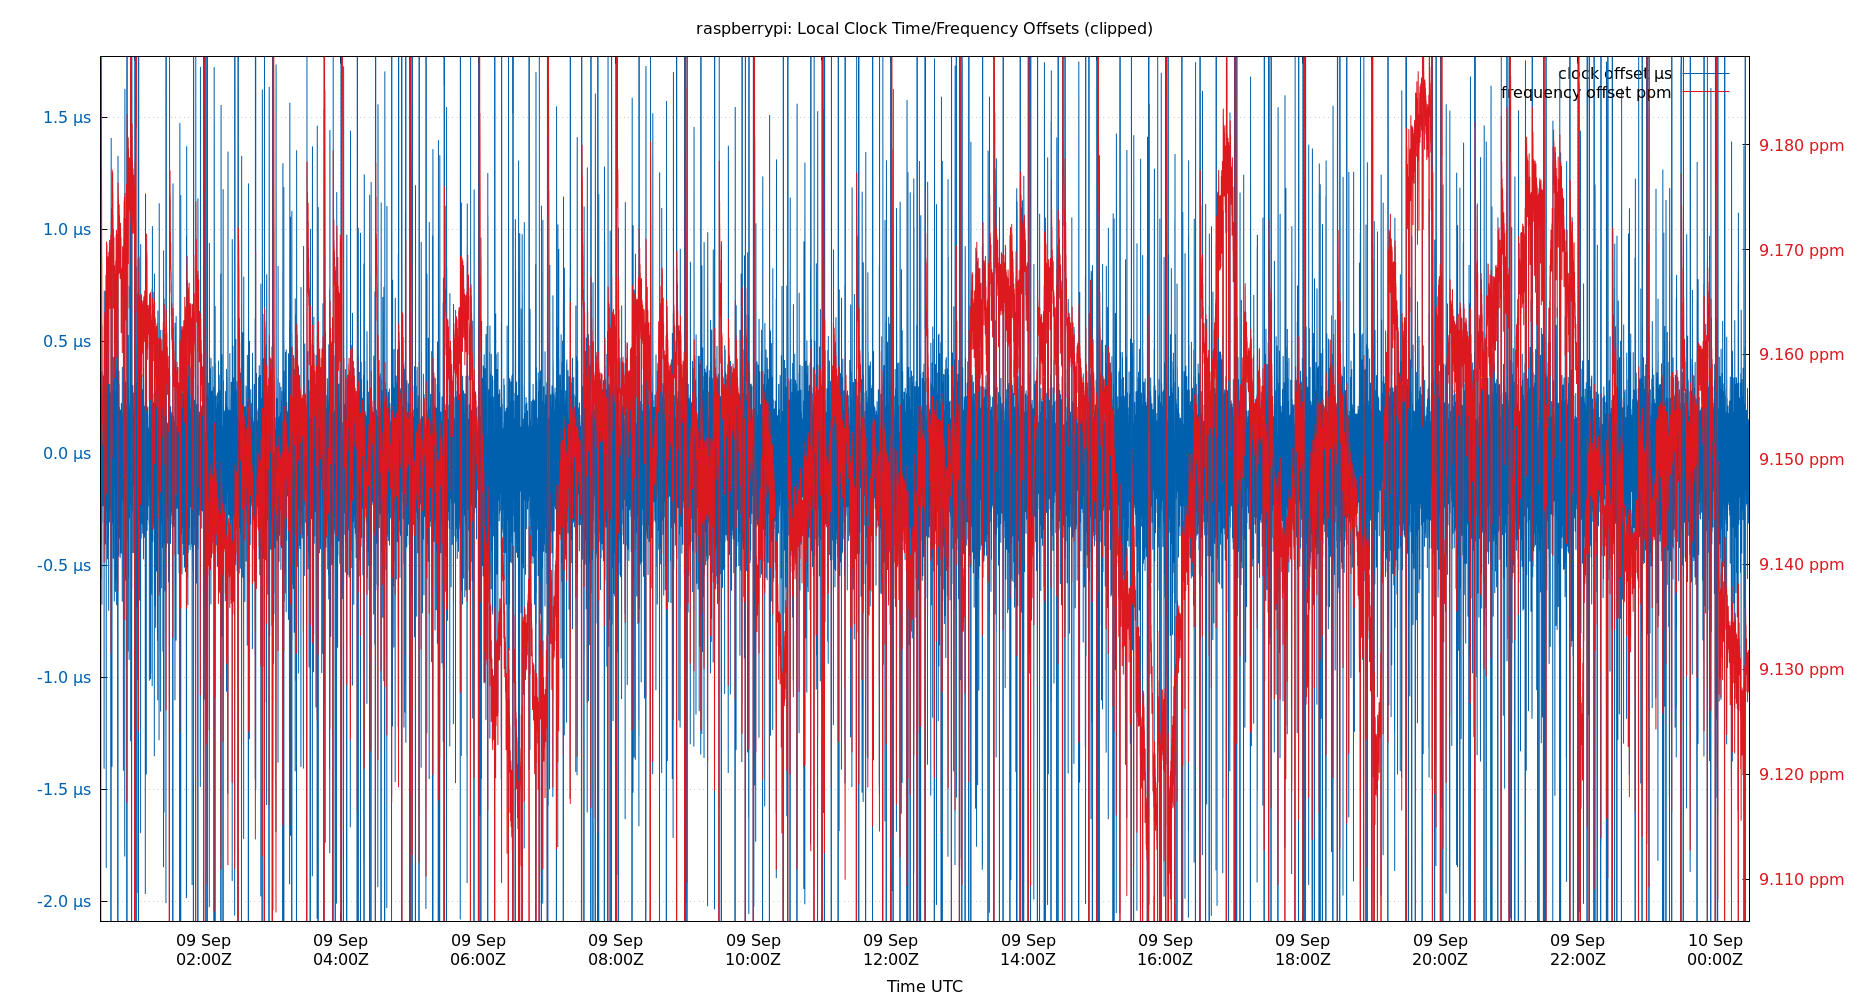 raspberrypi: Local Clock Time/Frequency Offsets (clipped)
clock offset µs
frequency offset ppm
1.5 µs
1.0 µs
0.5 µs
0.0 µs
-0.5 µs
-1.0 µs
-1.5 µs
-2.0 µs
9.180 ppm
9.170 ppm
9.160 ppm
9.150 ppm
9.140 ppm
9.130 ppm
9.120 ppm
9.110 ppm
09 Sep 09 Sep 09 Sep 09 Sep 09 Sep 09 Sep 09 Sep 09 Sep 09 Sep 09 Sep 09 Sep 10 Sep
02:00Z 04:00Z 06:00Z 08:00Z 10:00Z 12:00Z 14:00Z 16:00Z 18:00Z 20:00Z 22:00Z 00:00Z
Time UTC